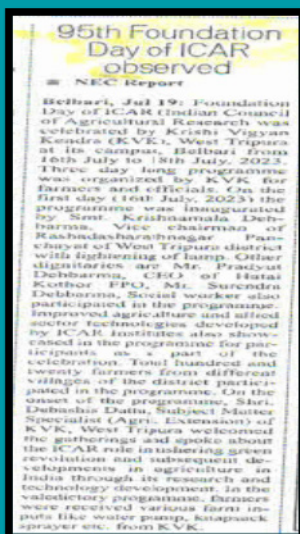 95th Foundation
Day of ICAR
observed
NEC Report
Belbari, Jul 19: Foundation
Day of ICAR (Indian Council
of Agricultural Research was
celebrated by Krishi Vigyan
Kendra (KVK), West Tripura
at its campus, Belbari from
16th July to 18th July, 2023.
Three day long programme
was organized by KVK for
farmers and officials. On the
first day (16th July, 2023) the
programme was inaugurated
by Smt. Krishnamala Deb-
barma, Vice chairman of
Pan-
chayat of West Tripura district
with lightening of lamp. Other
dignitaries are Mr. Pradyut
Debbarma, CEO of Hatai
Kothor FPO, Mr. Surendra
Debbarma, Social worker also
participated in the programme.
Improved agriculture and allied
sector technologies developed
by ICAR Institutes also show-
cased in the programme for par-
ticipants as a part of the
celebration. Total hundred and
twenty farmers from different
villages of the district partici-
pated in the programme. On the
onset of the programme, Shri.
Debashis Datta, Subject Matter
Specialist (Agri. Extension) of
KVK, West Tripura welcomed
the gatherings and spoke about
the ICAR role in ushering green
revolution and subsequent de-
velopments in agriculture in
India through its research and
technology development. In the
valedictory programme, farmers
were received various farm in-
puts like water pump, knapsack
sprayer etc. from KVK.